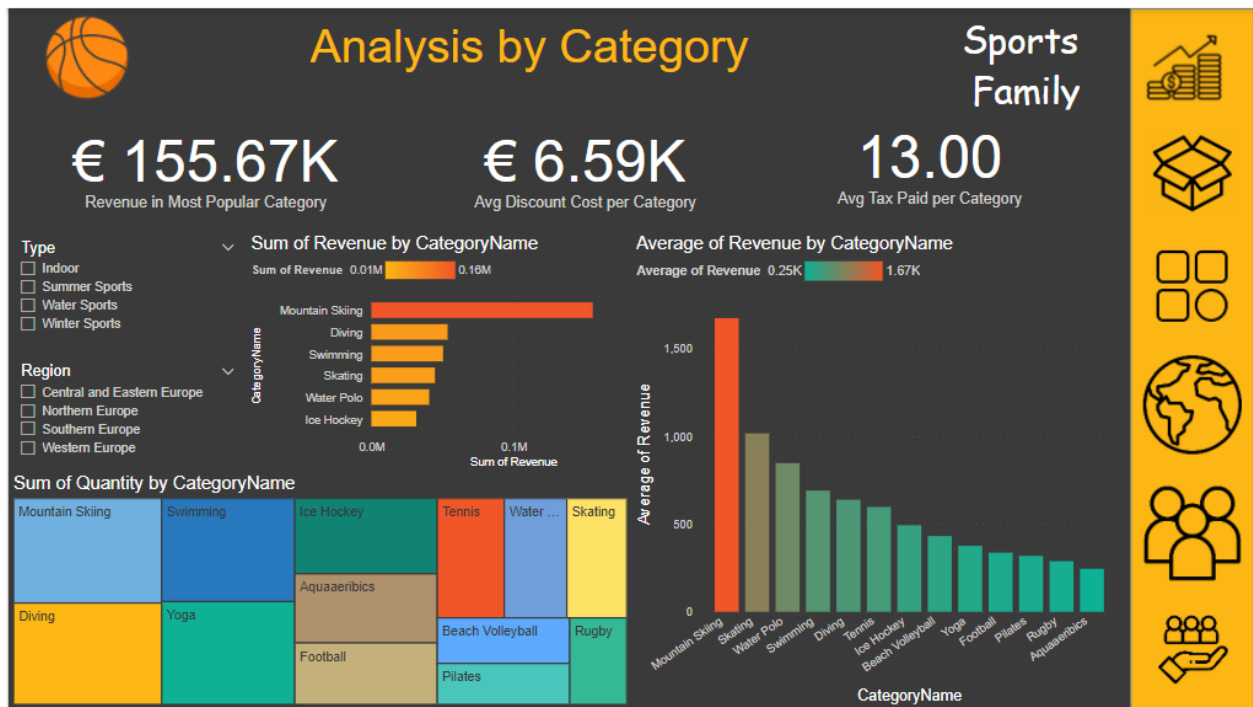 Analysis by Category
Sports
Family
€ 155.67K
Revenue in Most Popular Category
€ 6.59K
Avg Discount Cost per Category
13.00
Avg Tax Paid per Category
Type
Indoor
Summer Sports
Water Sports
Winter Sports
Region
Central and Eastern Europe
Northern Europe
Southern Europe
Western Europe
Sum of Revenue by CategoryName
Sum of Revenue 0.01M 0.16M
CategoryName
Mountain Skiing
Diving
Swimming
Skating
Water Polo
Ice Hockey
0.0M 0.1M
Sum of Revenue
Average of Revenue by CategoryName
Average of Revenue 0.25K 1.67K
Average of Revenue
1,500
1,000
500
0
Mountain Skiing
Skating
Water Polo
Swimming
Diving
Tennis
Ice Hockey
Beach Volleyball
Yoga
Football
Pilates
Rugby
Aquaaeribics
CategoryName
Sum of Quantity by CategoryName
Mountain Skiing
Diving
Swimming
Yoga
Ice Hockey
Aquaaeribics
Football
Tennis
Water ...
Skating
Beach Volleyball
Pilates
Rugby
$